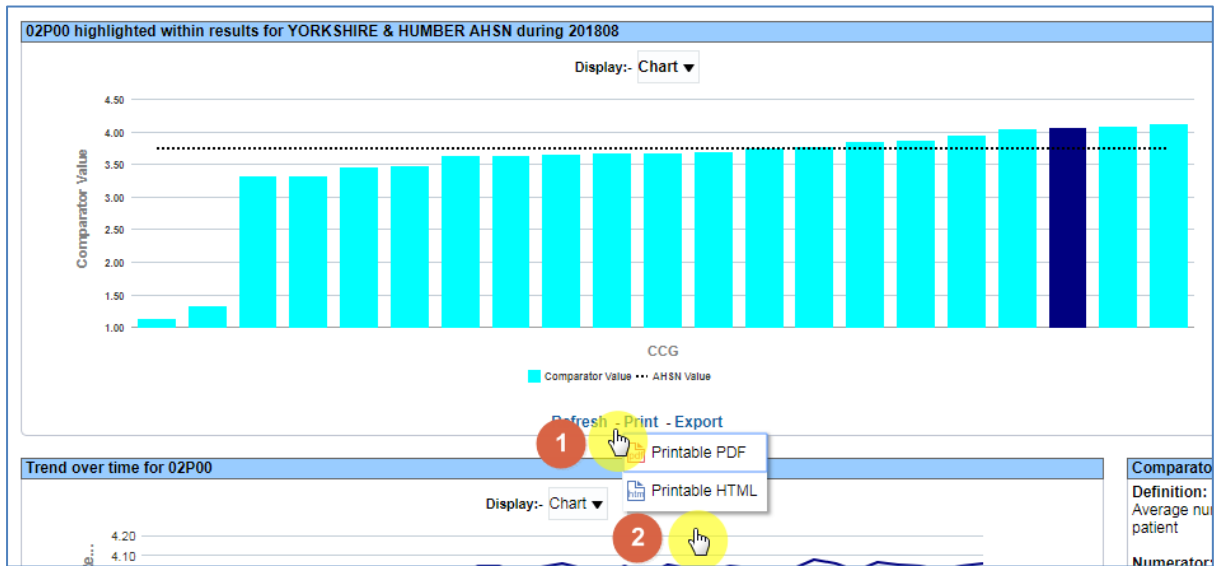 02P00 highlighted within results for YORKSHIRE & HUMBER AHSN during 201808
Display:- Chart
4.50
4.00
3.50
3.00
2.50
2.00
1.50
1.00
Comparator Value
CCG
Comparator Value AHSN Value
Refresh - Print - Export
1
pdf Printable PDF
htm Printable HTML
2
Trend over time for 02P00
Display:- Chart
4.20
4.10
Comparato
Definition:
Average nu
patient
Numerator: